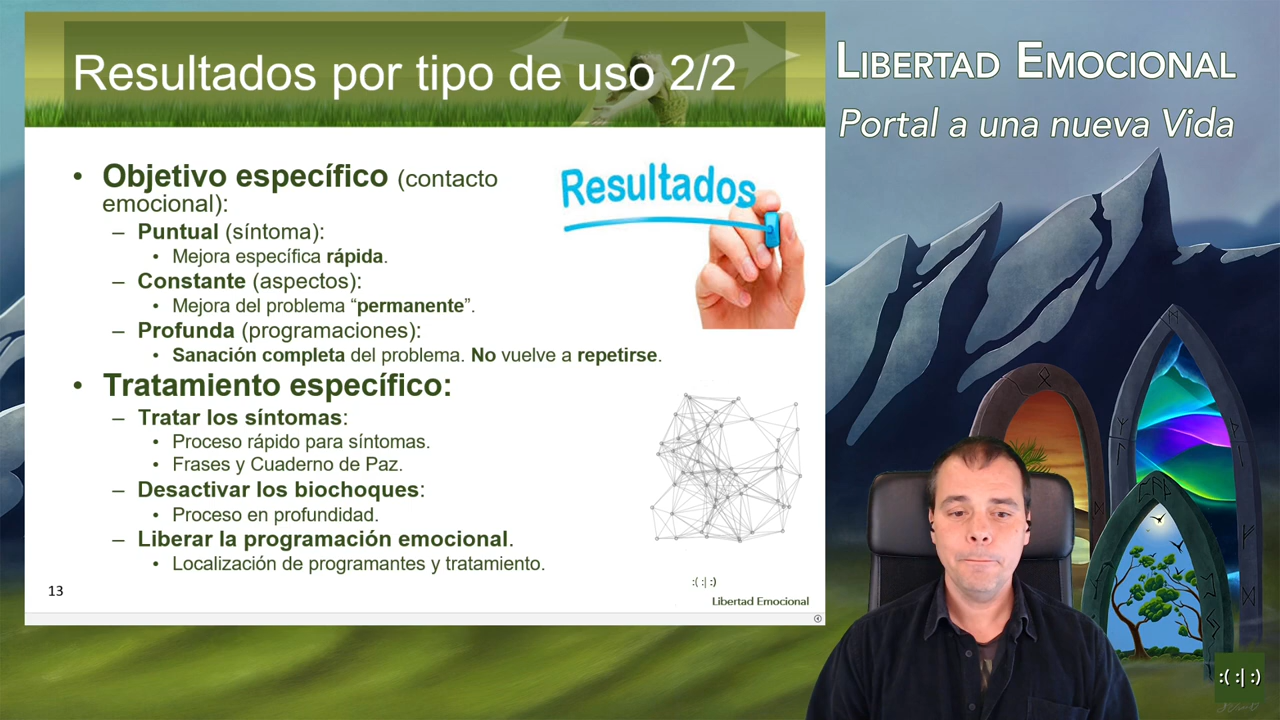 Resultados por tipo de uso 2/2
• Objetivo específico (contacto
emocional):
– Puntual (síntoma):
• Mejora específica rápida.
– Constante (aspectos):
• Mejora del problema “permanente”.
– Profunda (programaciones):
• Sanación completa del problema. No vuelve a repetirse.
• Tratamiento específico:
– Tratar los síntomas:
• Proceso rápido para síntomas.
• Frases y Cuaderno de Paz.
– Desactivar los biochoques:
• Proceso en profundidad.
– Liberar la programación emocional.
• Localización de programantes y tratamiento.
Resultados
13
:( :| :)
Libertad Emocional
LIBERTAD EMOCIONAL
Portal a una nueva Vida
:( :| :)